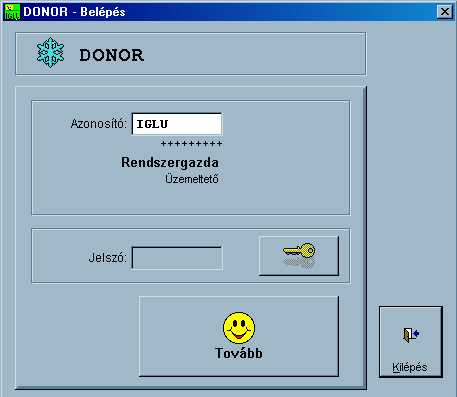 DONOR - Belépés
DONOR
Azonosító: IGLU
+++++++++
Rendszergazda
Üzemeltető
Jelszó:
Tovább
Kilépés